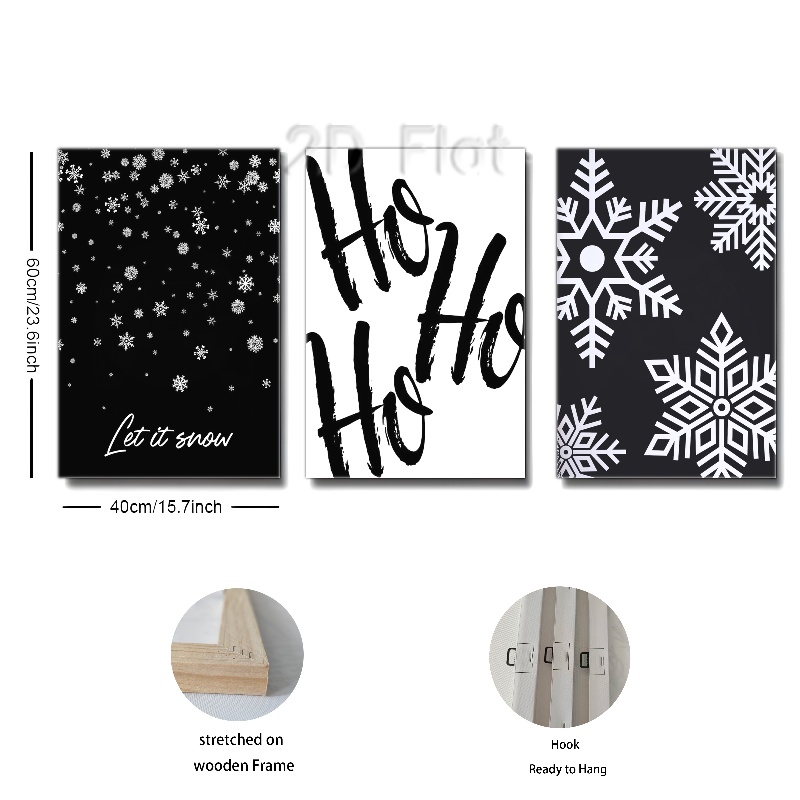 2D Flat
60cm/23.6inch
Let it snow
Ho
Ho
Ho
40cm/15.7inch
stretched on
wooden Frame
Hook
Ready to Hang